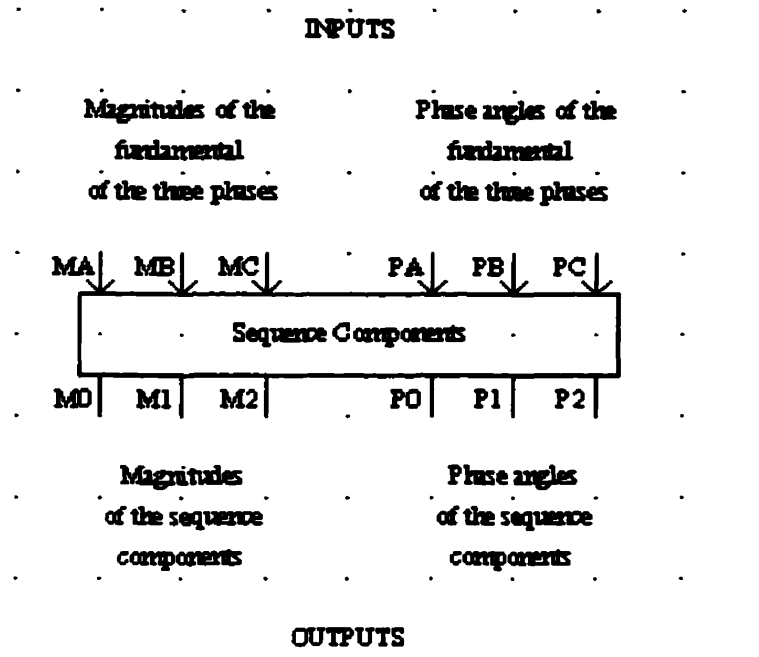 INPUTS
Magnitudes of the
fundamental
of the three phases
Phase angles of the
fundamental
of the three phases
MA MB MC PA PB PC
Sequence Components
M0 M1 M2 P0 P1 P2
Magnitudes
of the sequence
components
Phase angles
of the sequence
components
OUTPUTS